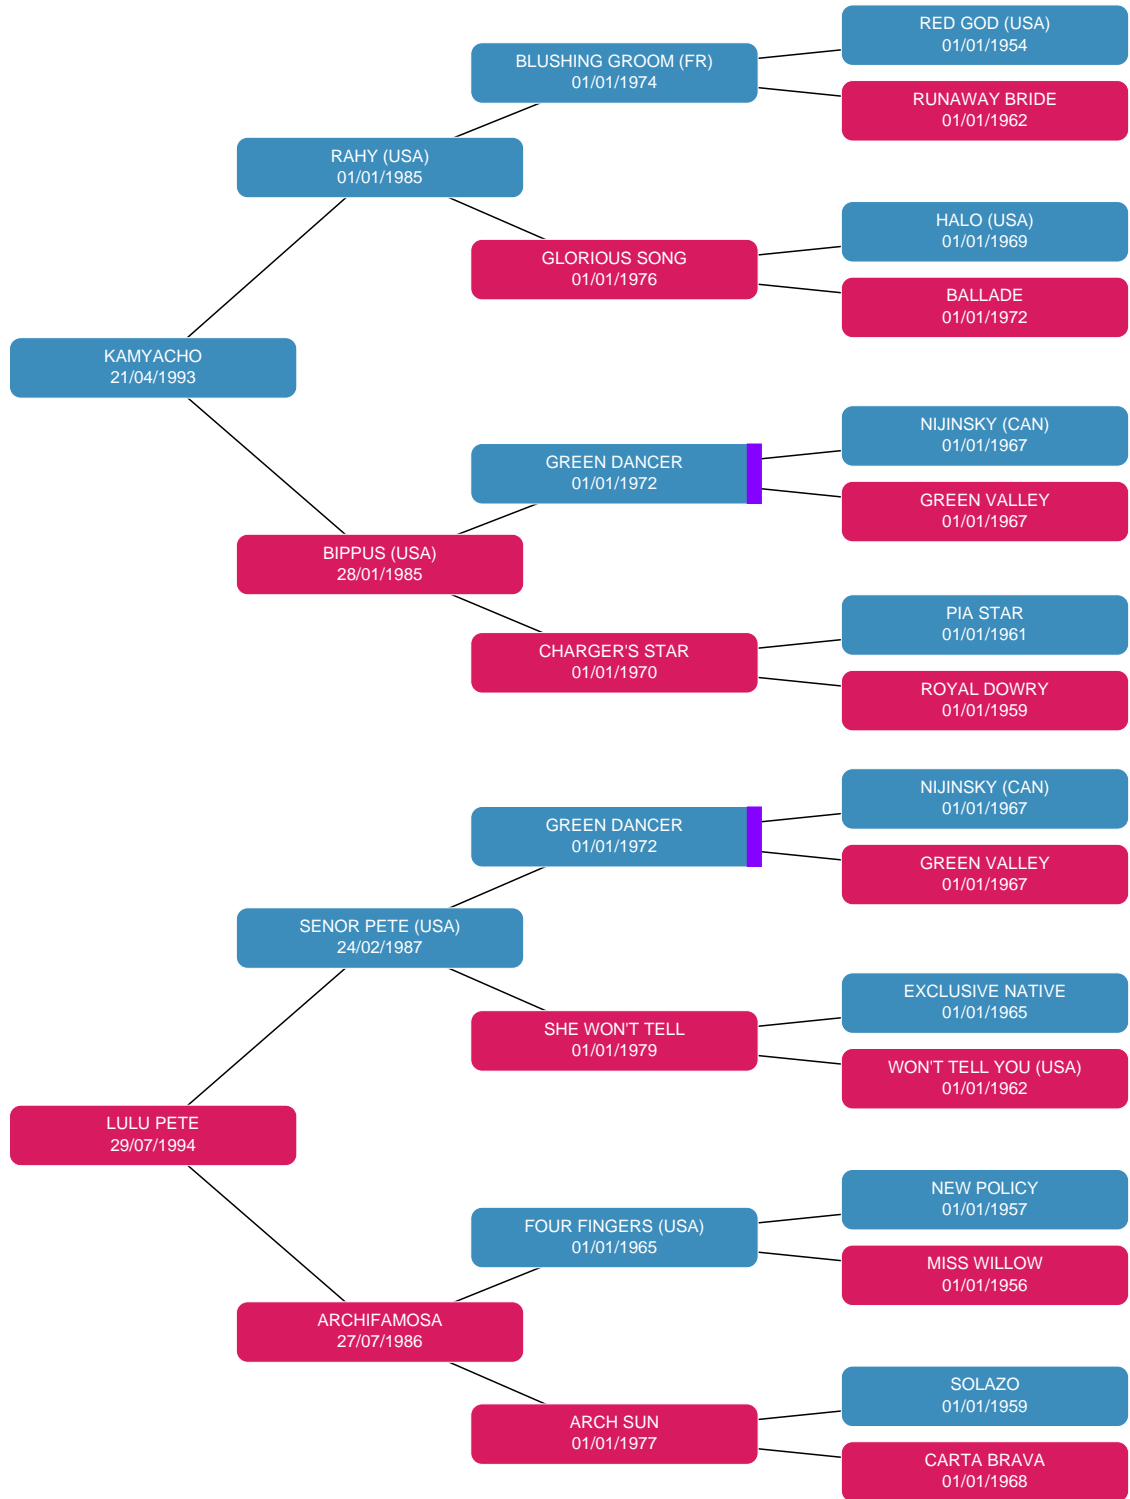 RED GOD (USA)
01/01/1954
BLUSHING GROOM (FR)
01/01/1974
RUNAWAY BRIDE
01/01/1962
RAHY (USA)
01/01/1985
HALO (USA)
01/01/1969
GLORIOUS SONG
01/01/1976
BALLADE
01/01/1972
KAMYACHO
21/04/1993
NIJINSKY (CAN)
01/01/1967
GREEN DANCER
01/01/1972
GREEN VALLEY
01/01/1967
BIPPUS (USA)
28/01/1985
PIA STAR
01/01/1961
CHARGER'S STAR
01/01/1970
ROYAL DOWRY
01/01/1959
NIJINSKY (CAN)
01/01/1967
GREEN DANCER
01/01/1972
GREEN VALLEY
01/01/1967
SENOR PETE (USA)
24/02/1987
EXCLUSIVE NATIVE
01/01/1965
SHE WON'T TELL
01/01/1979
WON'T TELL YOU (USA)
01/01/1962
LULU PETE
29/07/1994
NEW POLICY
01/01/1957
FOUR FINGERS (USA)
01/01/1965
MISS WILLOW
01/01/1956
ARCHIFAMOSA
27/07/1986
SOLAZO
01/01/1959
ARCH SUN
01/01/1977
CARTA BRAVA
01/01/1968